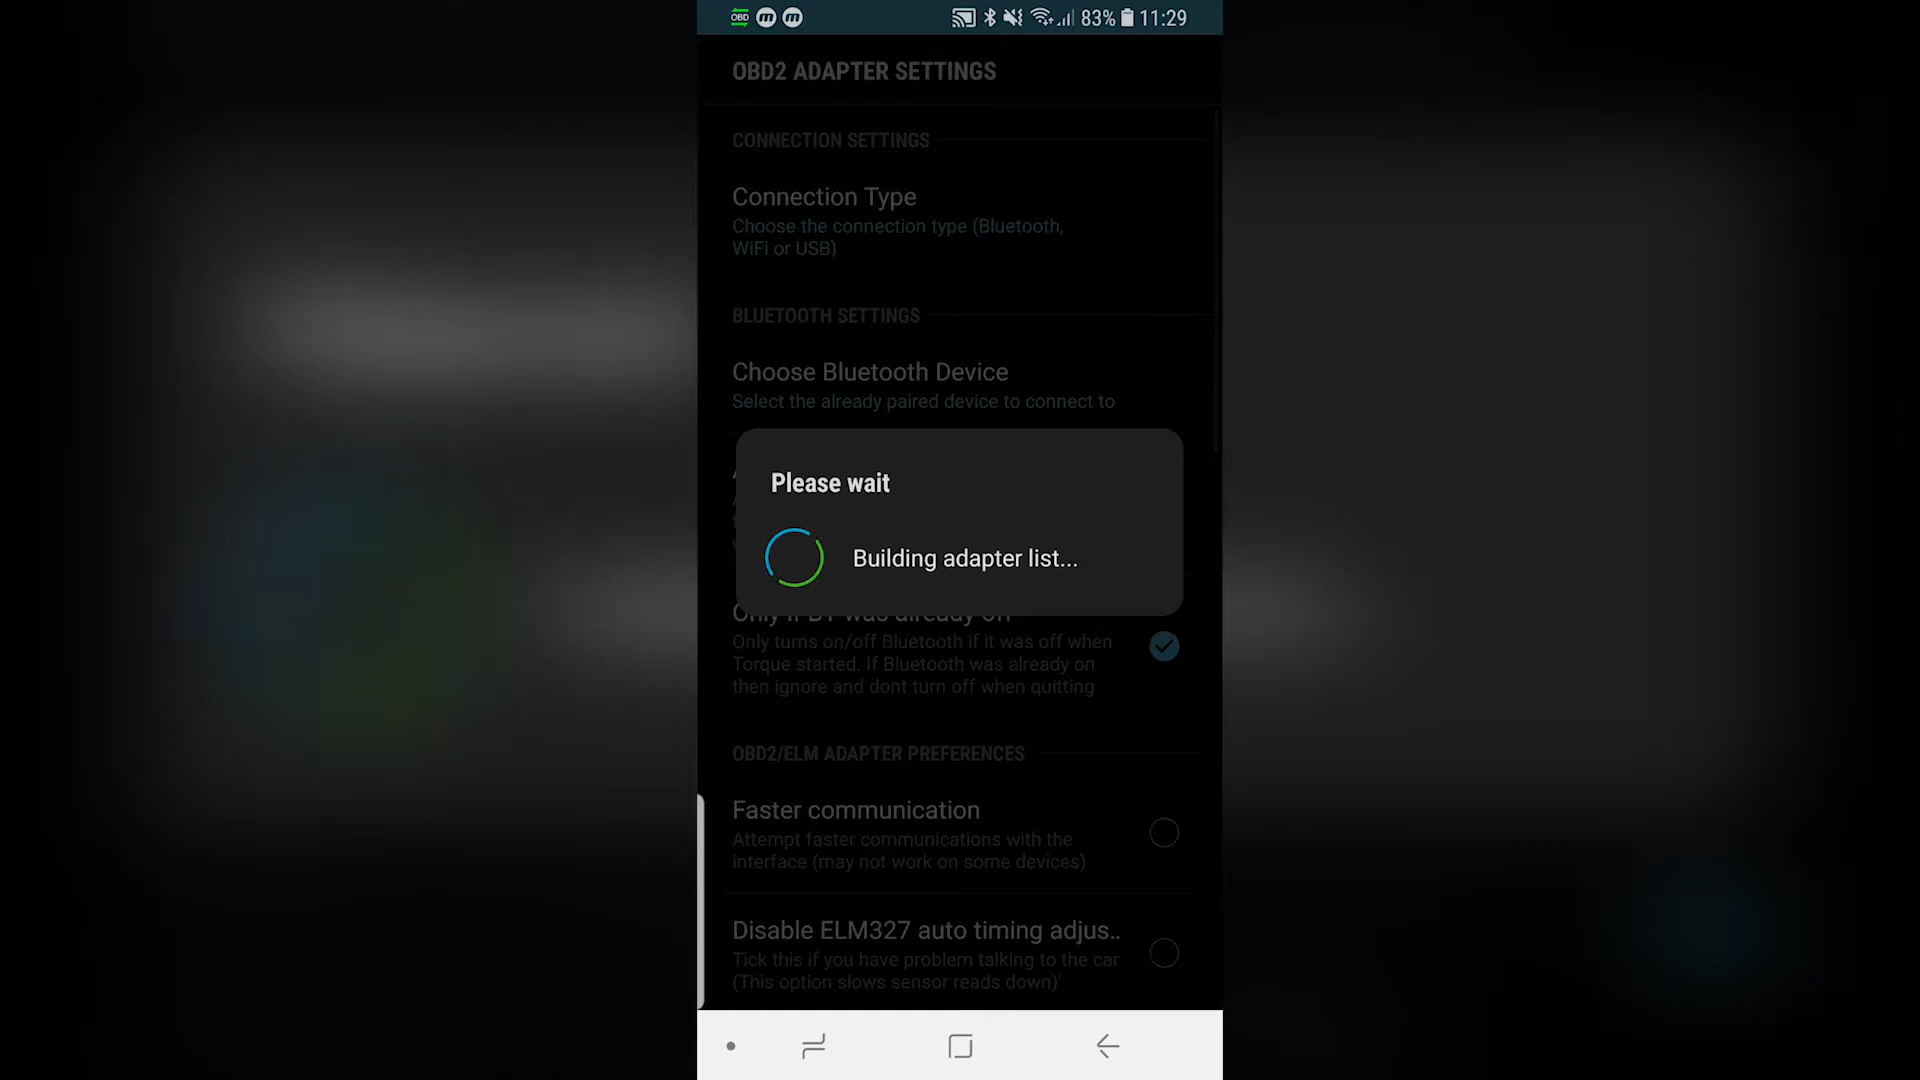 OBD
83% 11:29
OBD2 ADAPTER SETTINGS
CONNECTION SETTINGS
Connection Type
Choose the connection type (Bluetooth,
WiFi or USB)
BLUETOOTH SETTINGS
Choose Bluetooth Device
Select the already paired device to connect to
Please wait
Building adapter list...
Only if BT was already on
Only turns on/off Bluetooth if it was off when
Torque started. If Bluetooth was already on
then ignore and dont turn off when quitting
OBD2/ELM ADAPTER PREFERENCES
Faster communication
Attempt faster communications with the
interface (may not work on some devices)
Disable ELM327 auto timing adjus..
Tick this if you have problem talking to the car
(This option slows sensor reads down)'